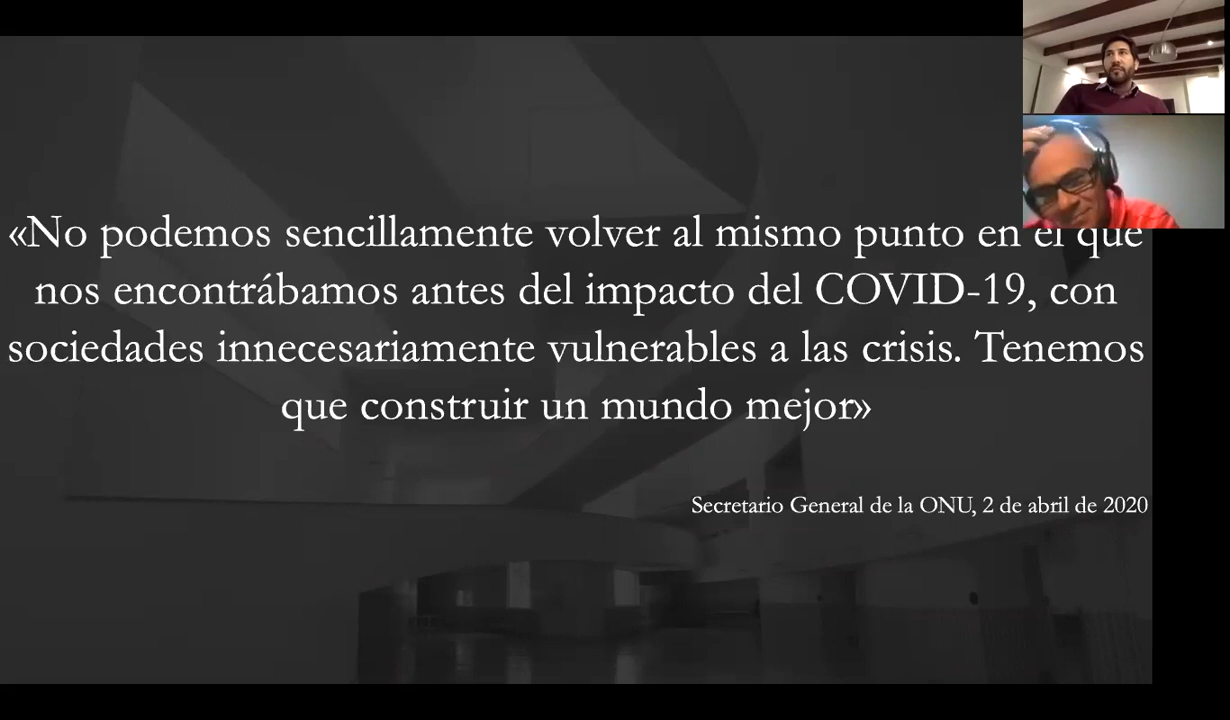 «No podemos sencillamente volver al mismo punto en el que
nos encontrábamos antes del impacto del COVID-19, con
sociedades innecesariamente vulnerables a las crisis. Tenemos
que construir un mundo mejor»
Secretario General de la ONU, 2 de abril de 2020